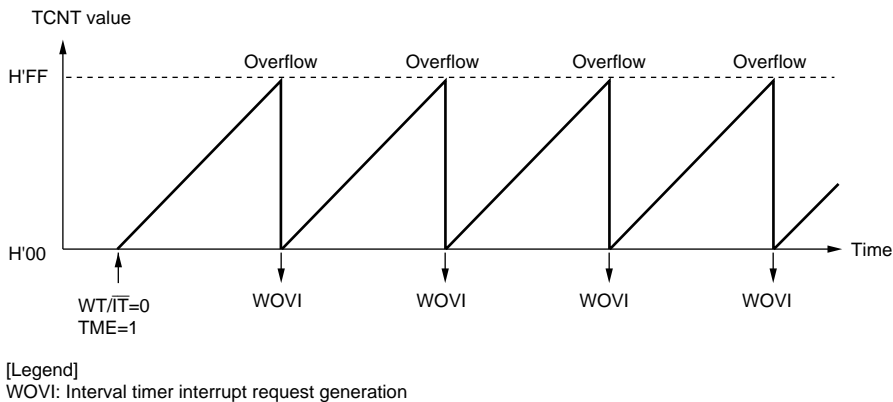 TCNT value
Overflow Overflow Overflow Overflow
H'FF
H'00
Time
WT/I̅T̅=0
TME=1
WOVI WOVI WOVI WOVI
[Legend]
WOVI: Interval timer interrupt request generation